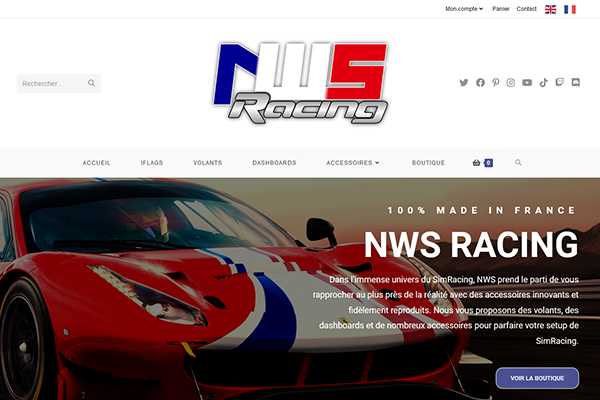 Mon compte Panier Contact
Rechercher...
NWS
Racing
ACCUEIL IFLAGS VOLANTS DASHBOARDS ACCESSOIRES BOUTIQUE 0
100% MADE IN FRANCE
NWS RACING
Dans l'immense univers du SimRacing, NWS prend le parti de vous
rapprocher au plus près de la réalité avec des accessoires innovants et
fidèlement reproduits. Nous vous proposons des volants, des
dashboards et de nombreux accessoires pour parfaire votre setup de
SimRacing.
VOIR LA BOUTIQUE